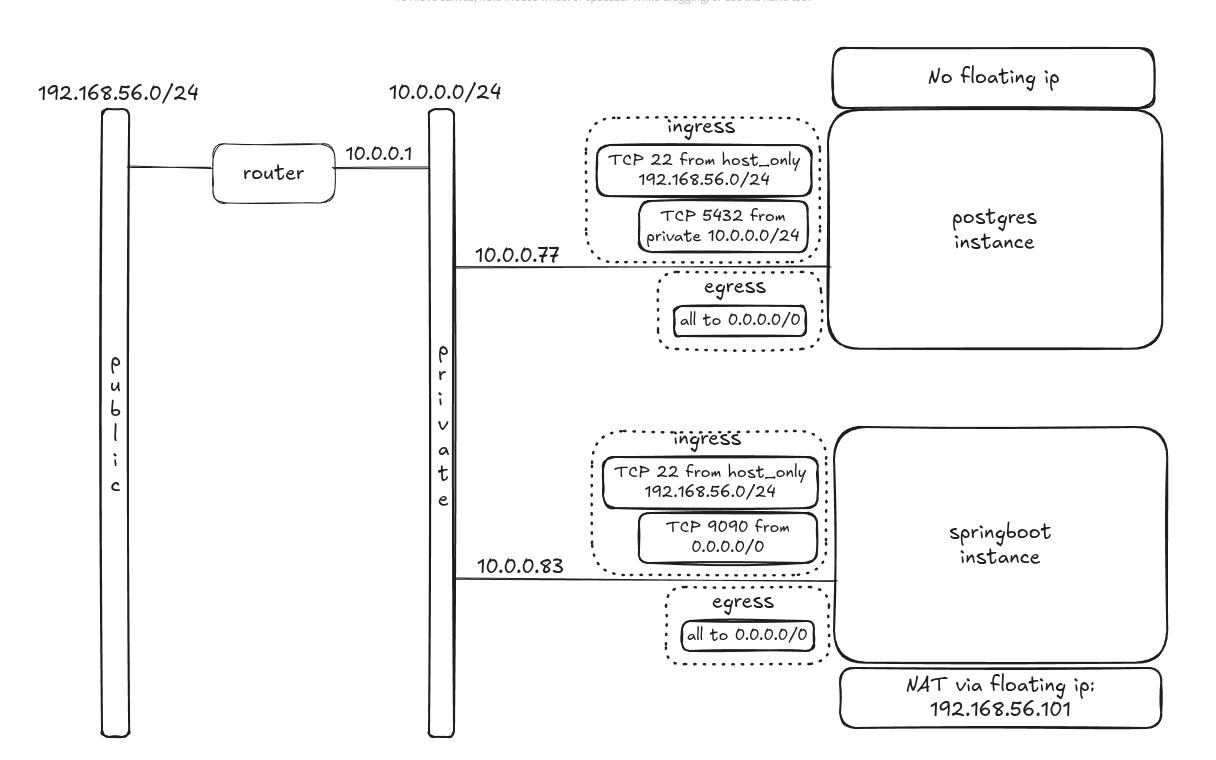 To move canvas, hold mouse wheel or spacebar while dragging, or use the hand tool
No floating ip
192.168.56.0/24
10.0.0.0/24
ingress
TCP 22 from host_only
192.168.56.0/24
10.0.0.1
router
TCP 5432 from
private 10.0.0.0/24
postgres
instance
10.0.0.77
egress
all to 0.0.0.0/0
public
private
ingress
TCP 22 from host_only
192.168.56.0/24
TCP 9090 from
0.0.0.0/0
springboot
instance
10.0.0.83
egress
all to 0.0.0.0/0
NAT via floating ip:
192.168.56.101